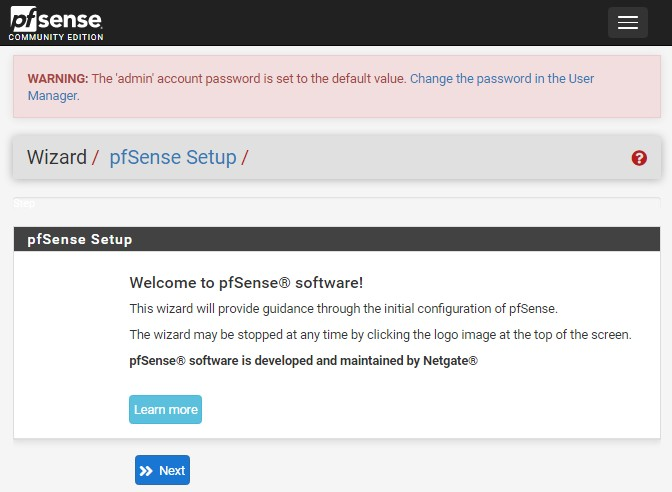 pfsense
COMMUNITY EDITION
WARNING: The 'admin' account password is set to the default value. Change the password in the User
Manager.
Wizard / pfSense Setup /
?
Step
pfSense Setup
Welcome to pfSense® software!
This wizard will provide guidance through the initial configuration of pfSense.
The wizard may be stopped at any time by clicking the logo image at the top of the screen.
pfSense® software is developed and maintained by Netgate®
Learn more
Next